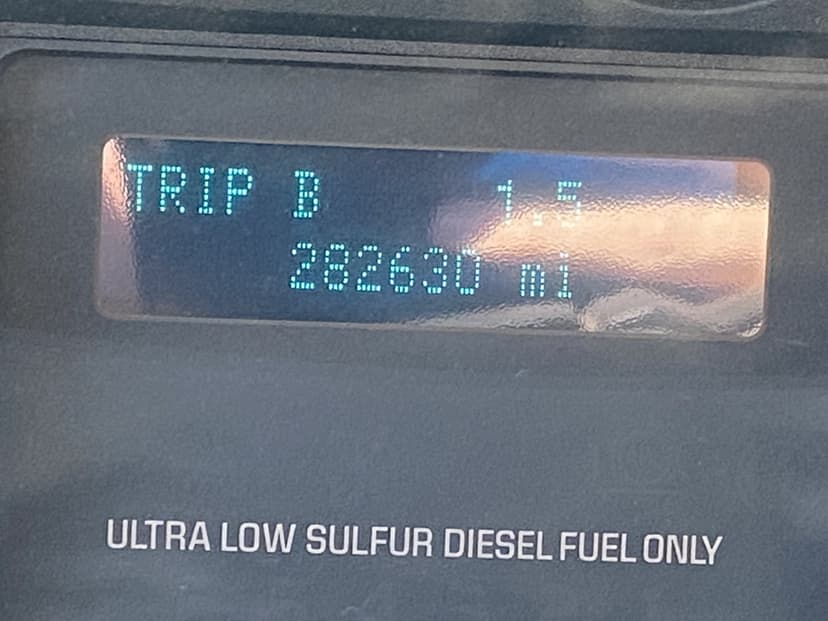 TRIP B 1.5
282630 mi
ULTRA LOW SULFUR DIESEL FUEL ONLY